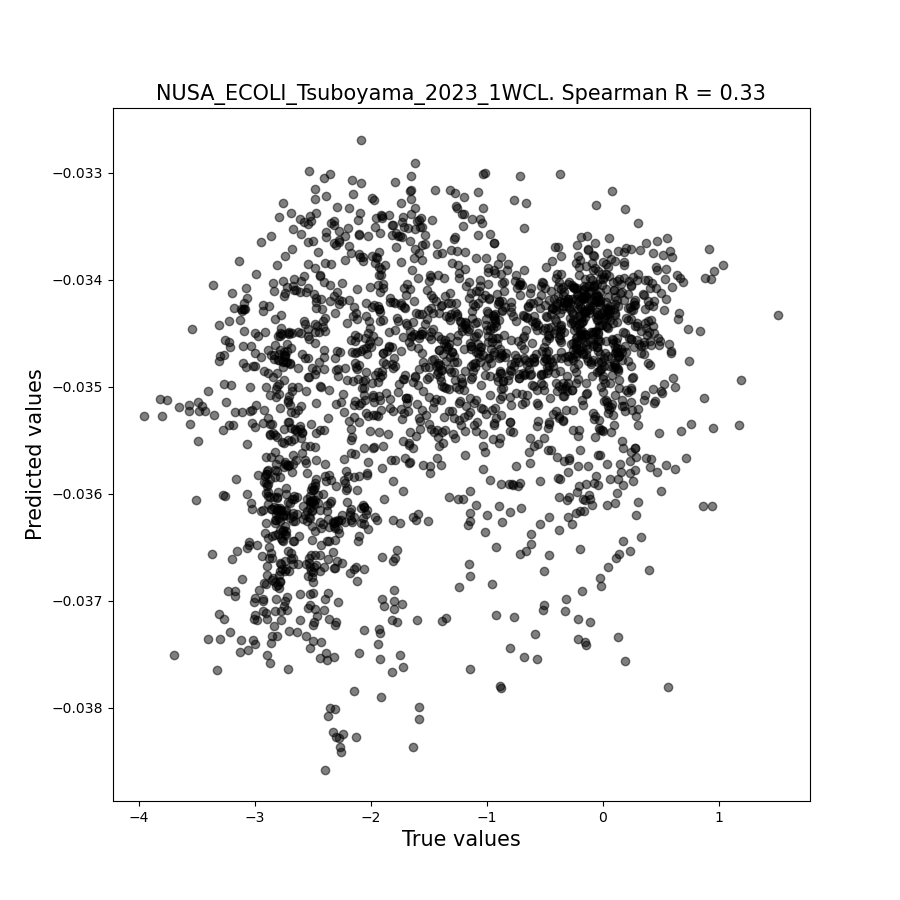 NUSA_ECOLI_Tsuboyama_2023_1WCL. Spearman R = 0.33
Predicted values
−0.033
−0.034
−0.035
−0.036
−0.037
−0.038
−4 −3 −2 −1 0 1
True values